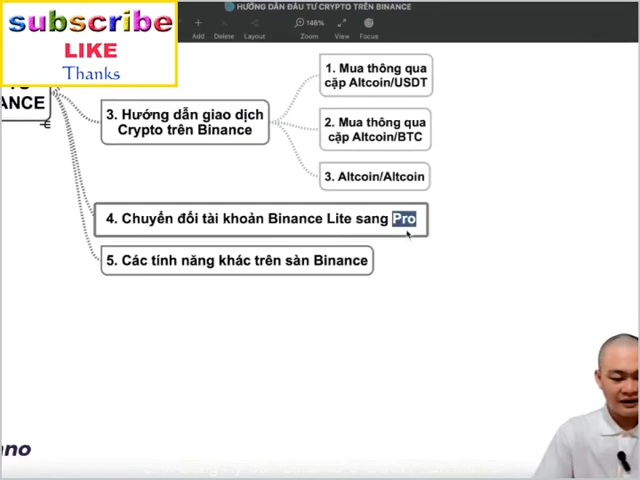 HƯỚNG DẪN ĐẦU TƯ CRYPTO TRÊN BINANCE
subscribe
LIKE
Thanks
Add
Delete
Layout
148%
Zoom
View
Focus
ANCE
3. Hướng dẫn giao dịch
Crypto trên Binance
1. Mua thông qua
cặp Altcoin/USDT
2. Mua thông qua
cặp Altcoin/BTC
3. Altcoin/Altcoin
4. Chuyển đổi tài khoản Binance Lite sang Pro
5. Các tính năng khác trên sàn Binance
ano